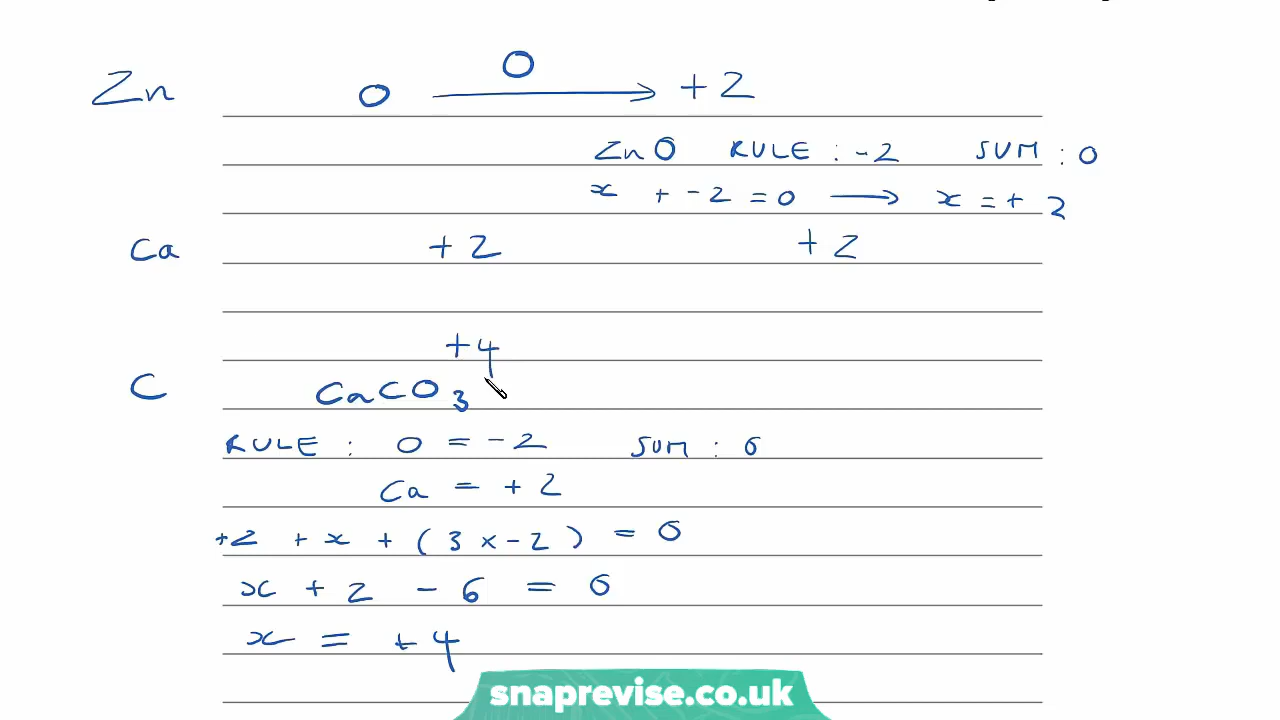 O
Zn O ⟶ +2
ZnO RULE : -2 SUM : 0
x + -2 = 0 ⟶ x = + 2
Ca +2 +2
+4
C CaCO3
RULE : O = -2 SUM : 0
Ca = +2
+2 + x + (3 x -2) = 0
x + 2 - 6 = 0
x = +4
snaprevise.co.uk